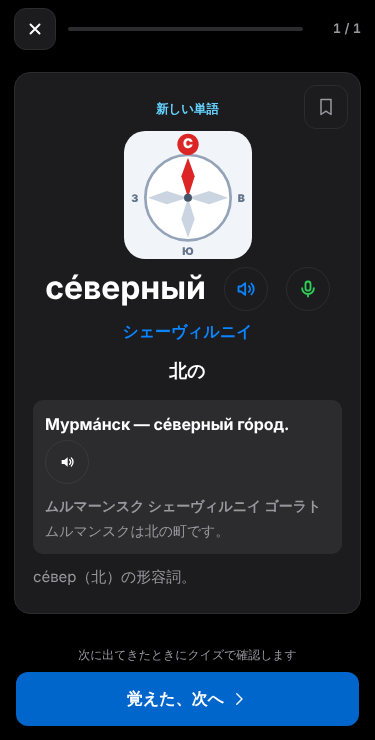 1 / 1
新しい単語
С
З
В
Ю
се́верный
シェーヴィルニイ
北の
Мурма́нск — се́верный го́род.
ムルマーンスク シェーヴィルニイ ゴーラト
ムルマンスクは北の町です。
се́вер（北）の形容詞。
次に出てきたときにクイズで確認します
覚えた、次へ